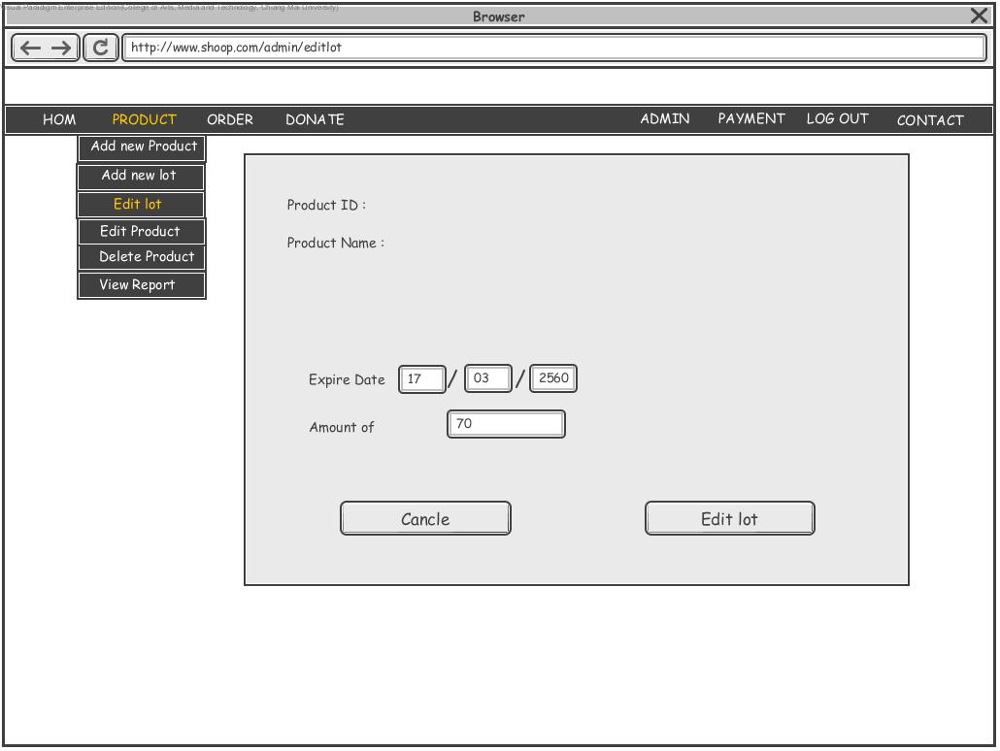 Visual Paradigm Enterprise Edition(College of Arts, Media and Technology, Chiang Mai University)
Browser
http://www.shoop.com/admin/editlot
HOM PRODUCT ORDER DONATE ADMIN PAYMENT LOG OUT CONTACT
Add new Product
Add new lot
Edit lot
Edit Product
Delete Product
View Report
Product ID :
Product Name :
Expire Date 17 / 03 / 2560
Amount of 70
Cancle Edit lot